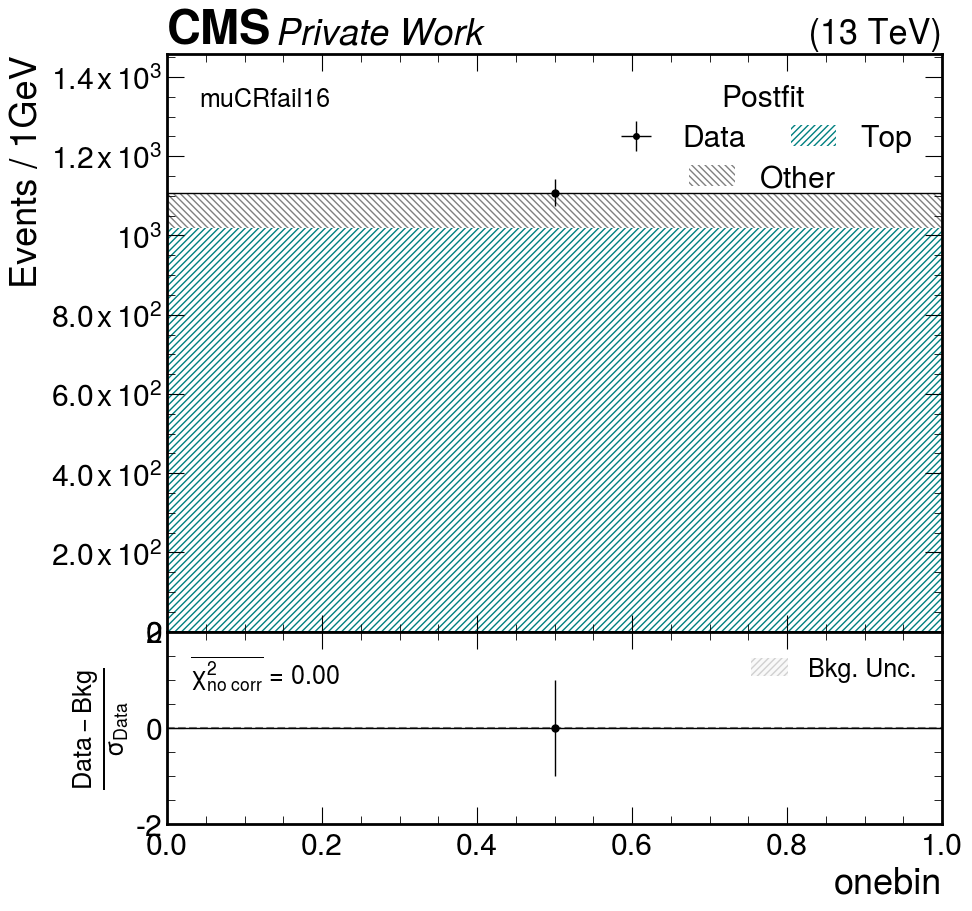 CMS Private Work (13 TeV)
Events / 1GeV
1.4 x 10³
1.2 x 10³
10³
8.0 x 10²
6.0 x 10²
4.0 x 10²
2.0 x 10²
0
muCRfail16
Postfit
Data Top
Other
2
0
-2
Data – Bkg
σData
χ²no corr = 0.00
Bkg. Unc.
0.0 0.2 0.4 0.6 0.8 1.0
onebin